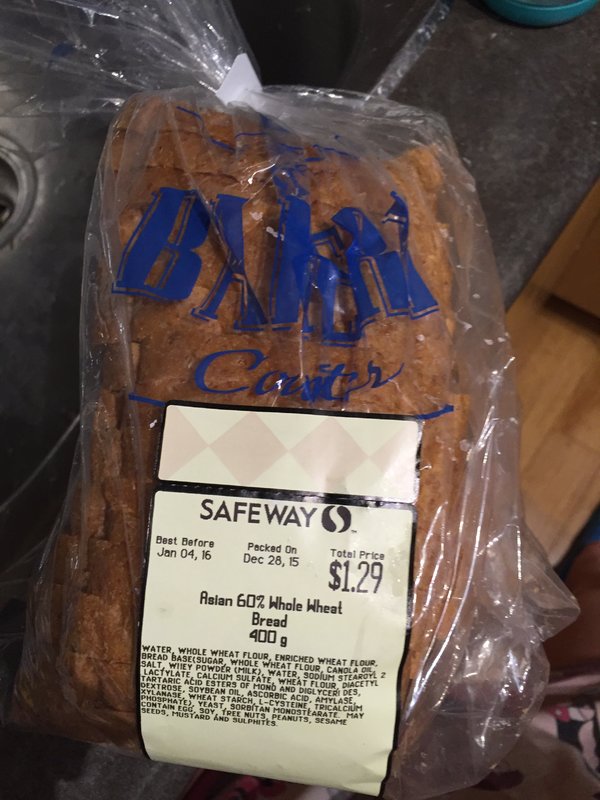 BAKERY
Counter
SAFEWAY
Best Before Packed On Total Price
Jan 04, 16 Dec 28, 15 $1.29
Asian 60% Whole Wheat
Bread
400 g
WATER, WHOLE WHEAT FLOUR, ENRICHED WHEAT FLOUR,
BREAD BASE(SUGAR, WHOLE WHEAT FLOUR, CANOLA OIL,
SALT, WHEY POWDER (MILK), WATER, SODIUM STEAROYL 2
LACTYLATE, CALCIUM SULFATE, WHEAT FLOUR, DIACETYL
TARTARIC ACID ESTERS OF MONO AND DIGLYCERIDES,
DEXTROSE, SOYBEAN OIL, ASCORBIC ACID, AMYLASE,
XYLANASE, WHEAT STARCH, L-CYSTEINE, TRICALCIUM
PHOSPHATE), YEAST, SORBITAN MONOSTEARATE. MAY
CONTAIN EGG, SOY, TREE NUTS, PEANUTS, SESAME
SEEDS, MUSTARD AND SULPHITES.